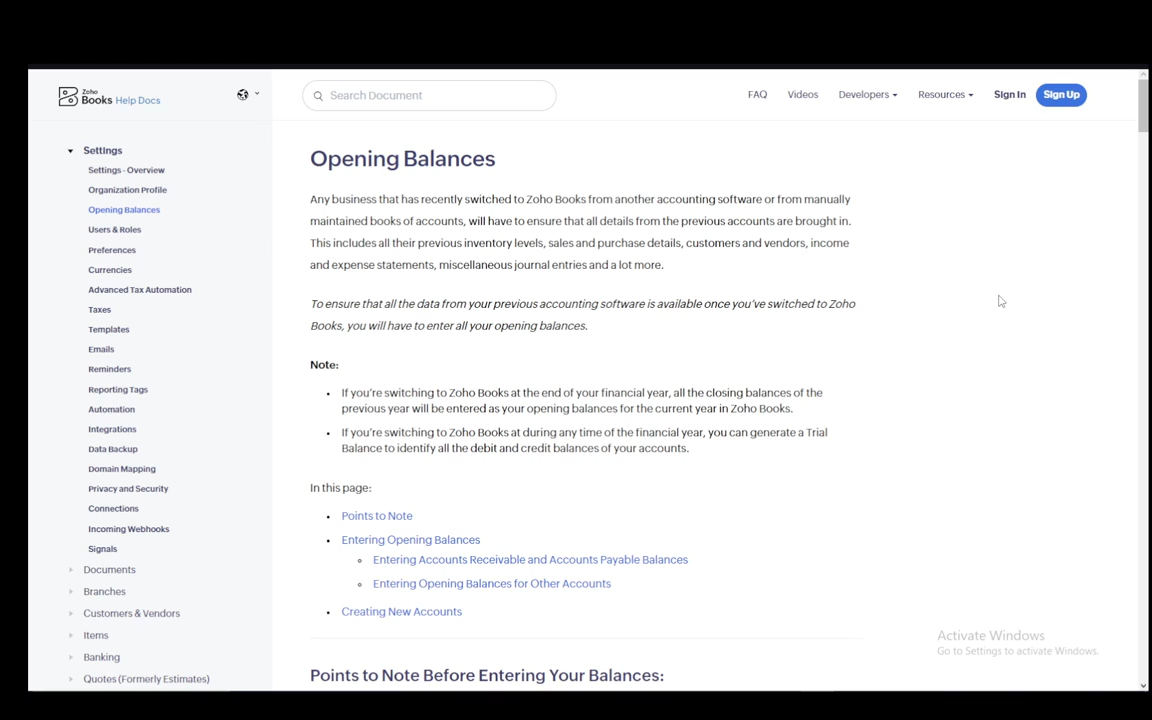 Zoho
Books Help Docs
Search Document
FAQ Videos Developers Resources Sign In Sign Up
Settings
Settings - Overview
Organization Profile
Opening Balances
Users & Roles
Preferences
Currencies
Advanced Tax Automation
Taxes
Templates
Emails
Reminders
Reporting Tags
Automation
Integrations
Data Backup
Domain Mapping
Privacy and Security
Connections
Incoming Webhooks
Signals
Documents
Branches
Customers & Vendors
Items
Banking
Quotes (Formerly Estimates)
Opening Balances
Any business that has recently switched to Zoho Books from another accounting software or from manually
maintained books of accounts, will have to ensure that all details from the previous accounts are brought in.
This includes all their previous inventory levels, sales and purchase details, customers and vendors, income
and expense statements, miscellaneous journal entries and a lot more.
To ensure that all the data from your previous accounting software is available once you've switched to Zoho
Books, you will have to enter all your opening balances.
Note:
• If you're switching to Zoho Books at the end of your financial year, all the closing balances of the
previous year will be entered as your opening balances for the current year in Zoho Books.
• If you're switching to Zoho Books at during any time of the financial year, you can generate a Trial
Balance to identify all the debit and credit balances of your accounts.
In this page:
• Points to Note
• Entering Opening Balances
◦ Entering Accounts Receivable and Accounts Payable Balances
◦ Entering Opening Balances for Other Accounts
• Creating New Accounts
Points to Note Before Entering Your Balances:
Activate Windows
Go to Settings to activate Windows.